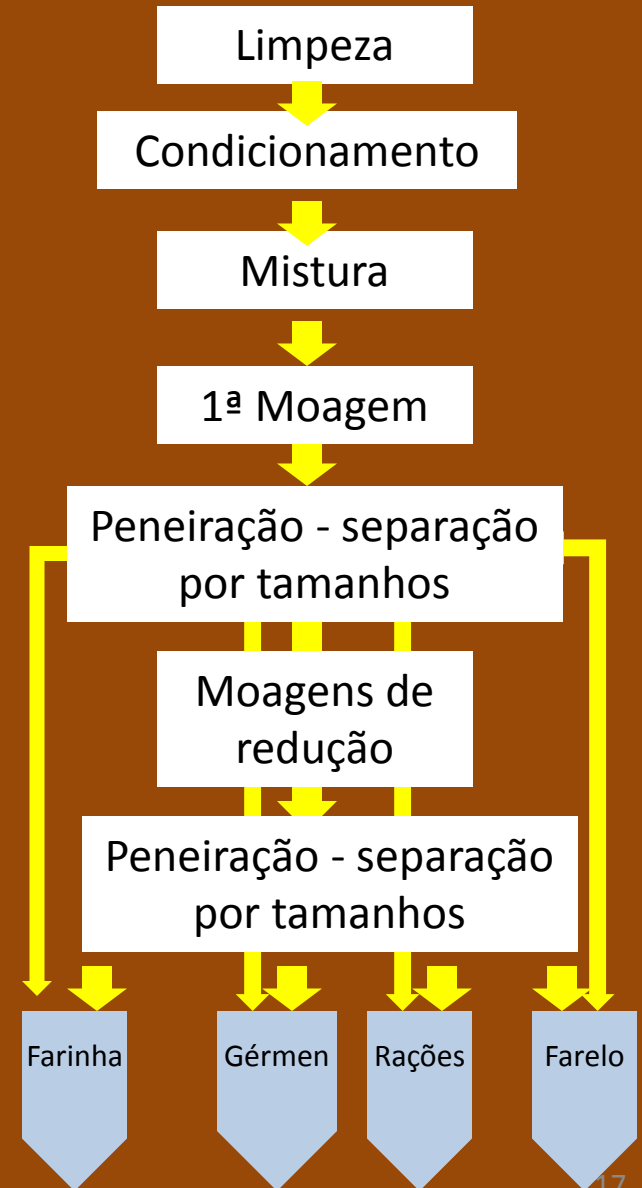 Limpeza
Condicionamento
Mistura
1ª Moagem
Peneiração - separação
por tamanhos
Moagens de
redução
Peneiração - separação
por tamanhos
Farinha
Gérmen
Rações
Farelo
17